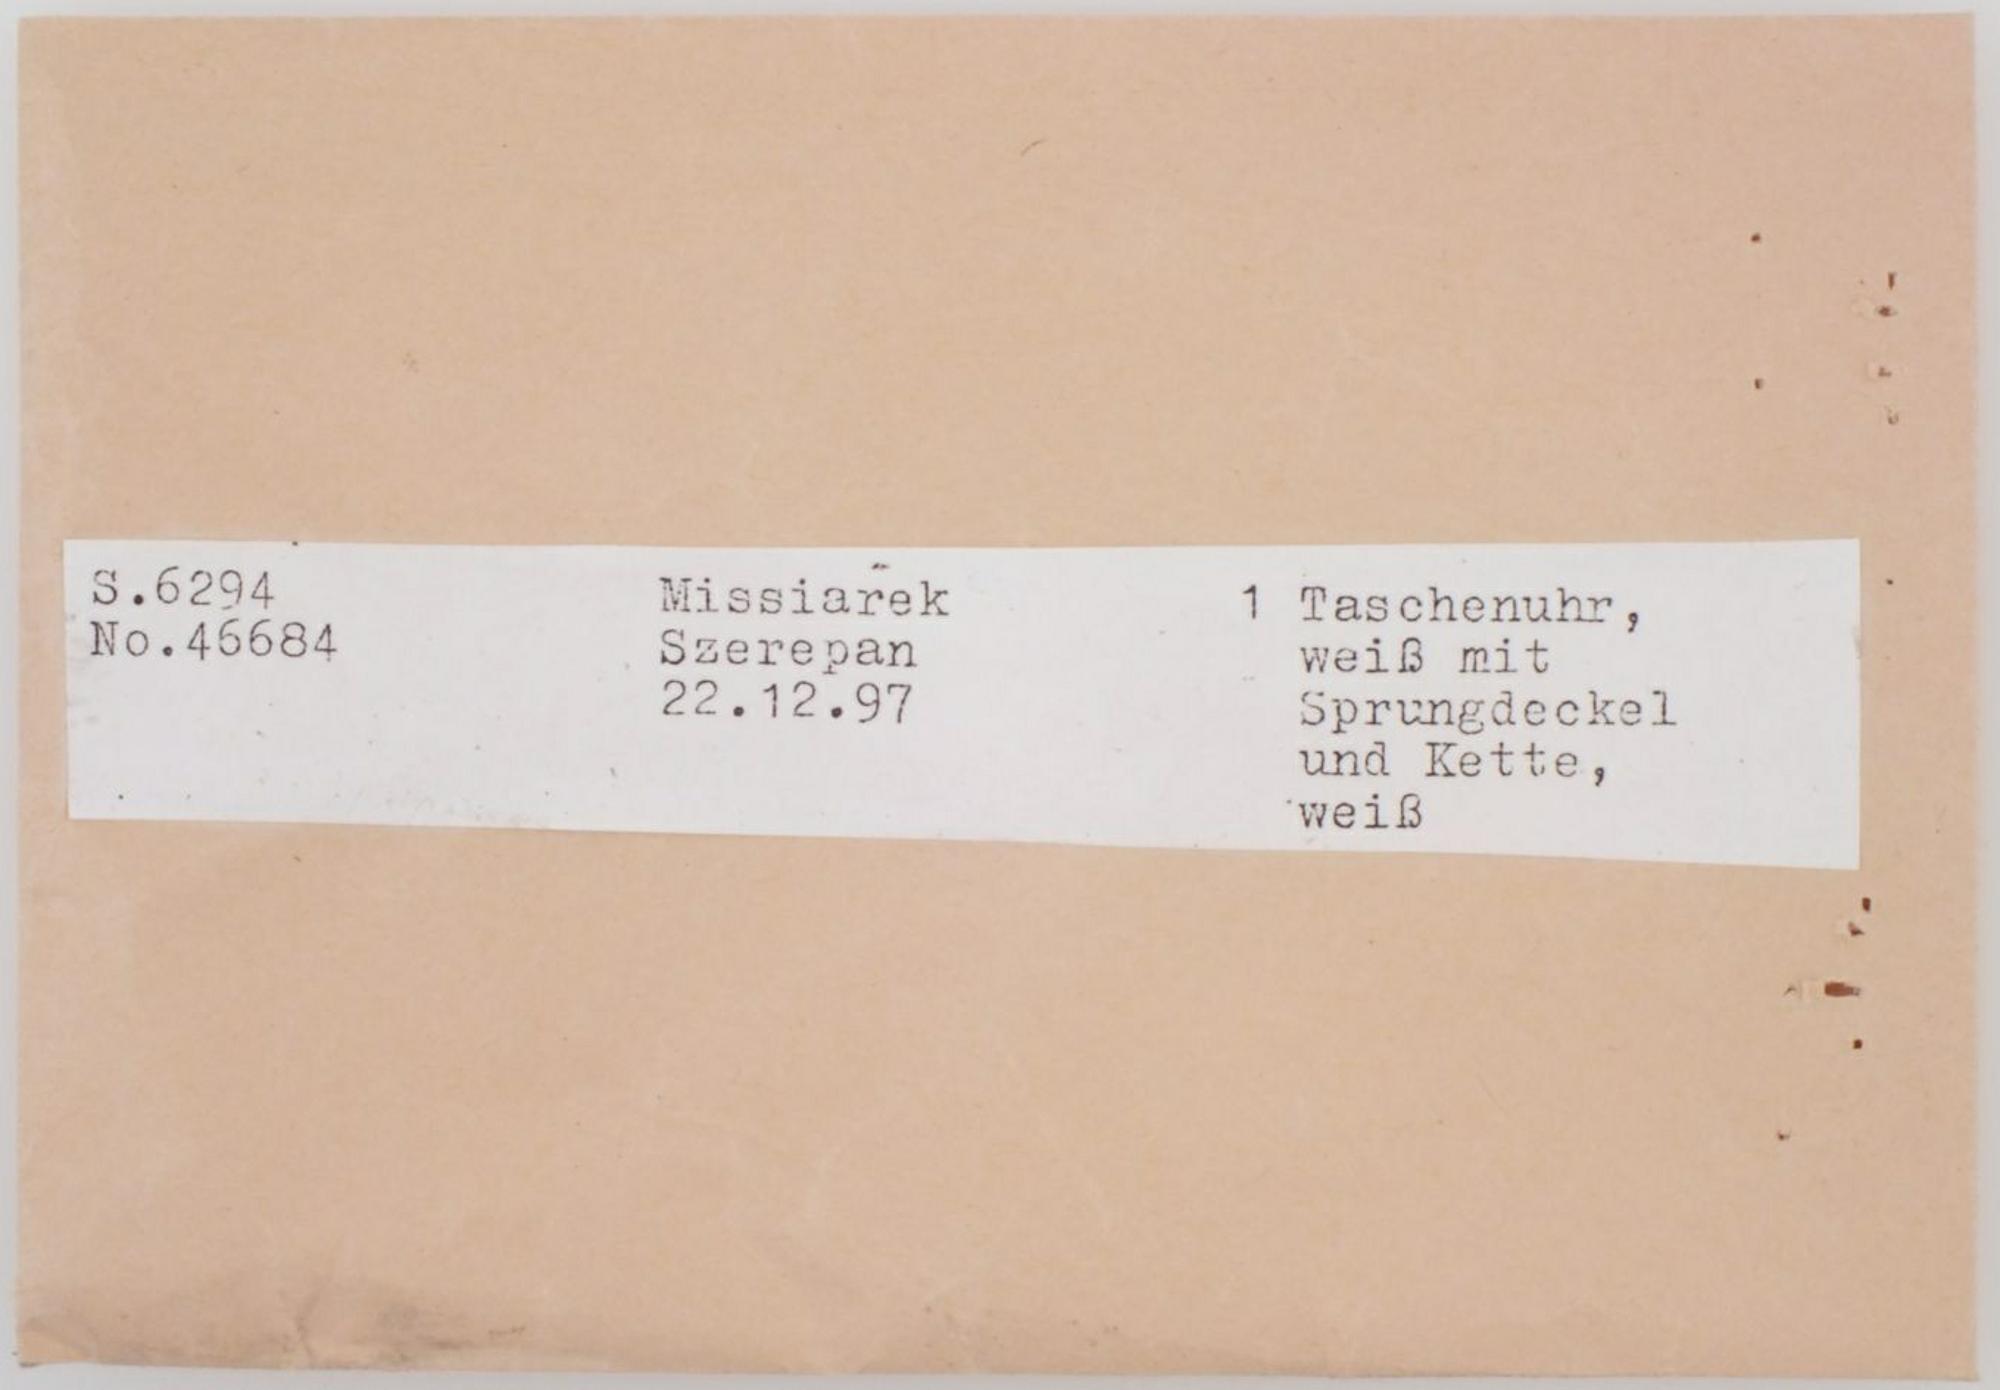 S.6294
No.46684
Missiarek
Szerepan
22.12.97
1 Taschenuhr,
weiß mit
Sprungdeckel
und Kette,
weiß